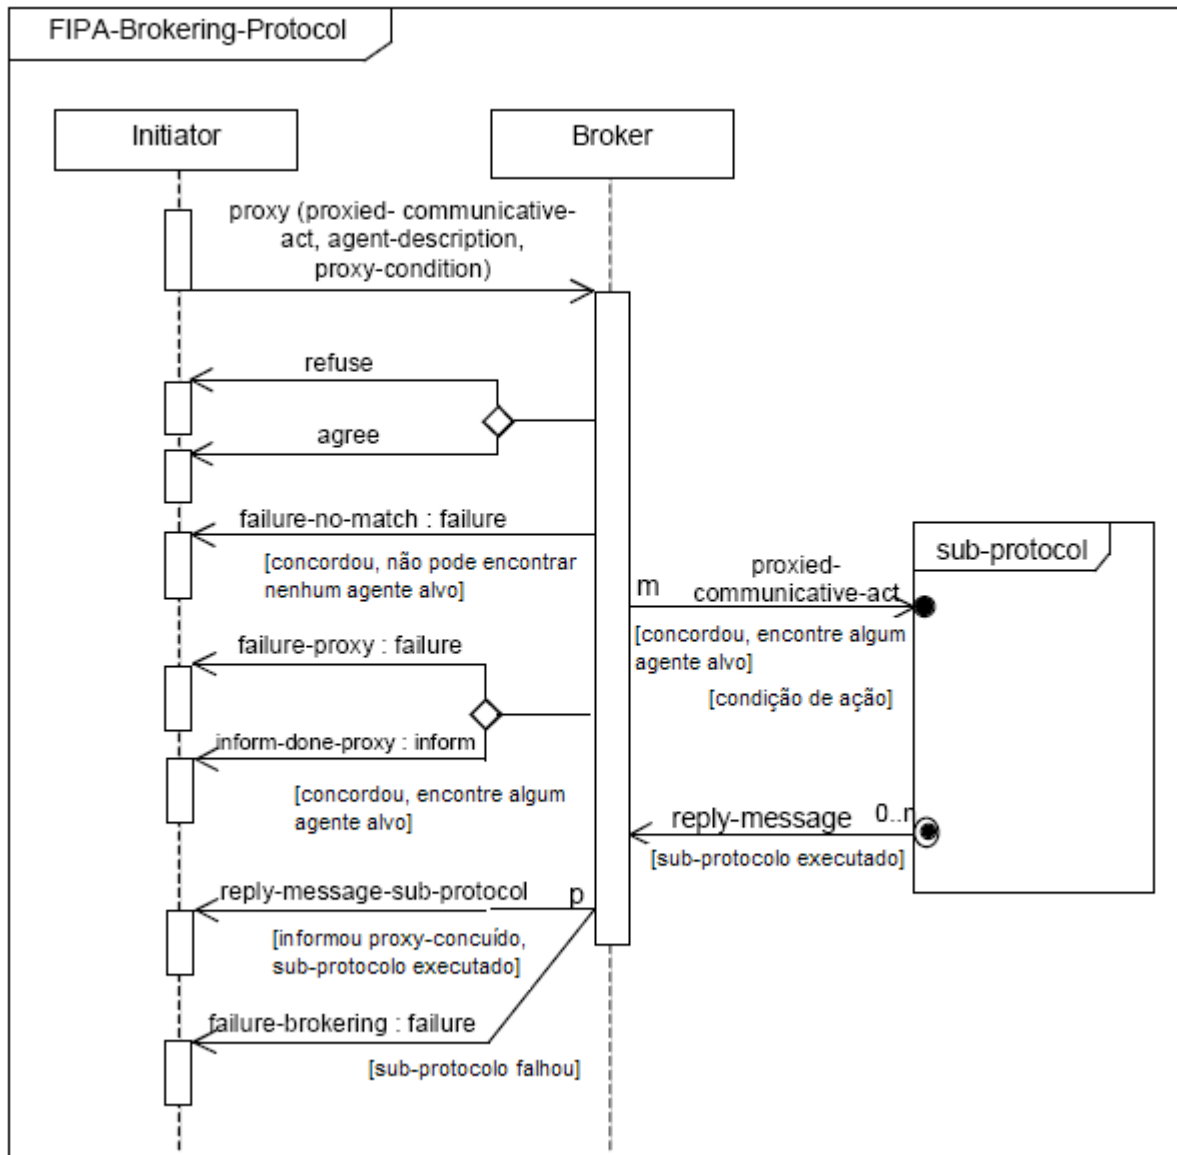 FIPA-Brokering-Protocol
Initiator
Broker
proxy (proxied- communicative-
act, agent-description,
proxy-condition)
refuse
agree
failure-no-match : failure
[concordou, não pode encontrar
nenhum agente alvo]
sub-protocol
m
proxied-
communicative-act
[concordou, encontre algum
agente alvo]
[condição de ação]
failure-proxy : failure
inform-done-proxy : inform
[concordou, encontre algum
agente alvo]
reply-message
0..n
[sub-protocolo executado]
reply-message-sub-protocol
p
[informou proxy-concuído,
sub-protocolo executado]
failure-brokering : failure
[sub-protocolo falhou]